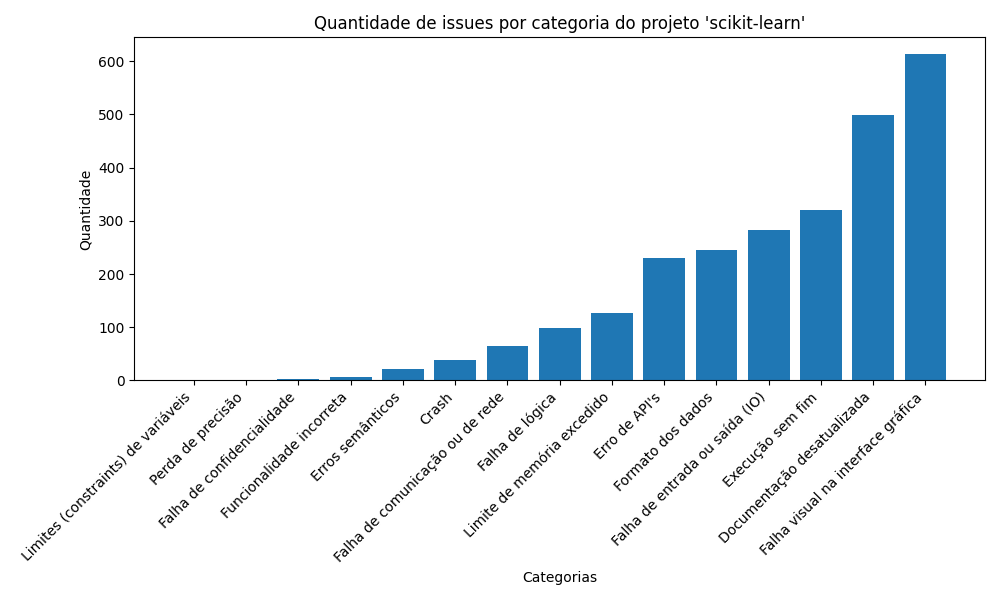 Quantidade de issues por categoria do projeto 'scikit-learn'
Quantidade
600
500
400
300
200
100
0
Limites (constraints) de variáveis
Perda de precisão
Falha de confidencialidade
Funcionalidade incorreta
Erros semânticos
Crash
Falha de comunicação ou de rede
Falha de lógica
Limite de memória excedido
Erro de API's
Formato dos dados
Falha de entrada ou saída (IO)
Execução sem fim
Documentação desatualizada
Falha visual na interface gráfica
Categorias